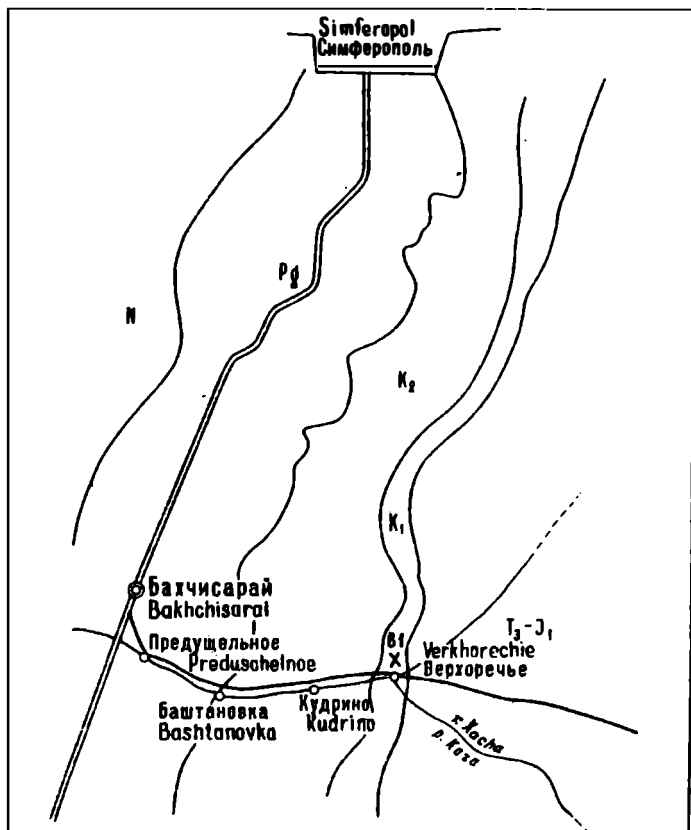 Simferopol
Симферополь
Pg
N
K₂
K₁
Бахчисарай
Bakhchisarai
T₃-J₁
B1
Предущельное
Predushelnoe
Verkhorechie
Верхоречье
Баштановка
Bashtanovka
Кудрино
Kudrino
r. Kacha
р. Кача